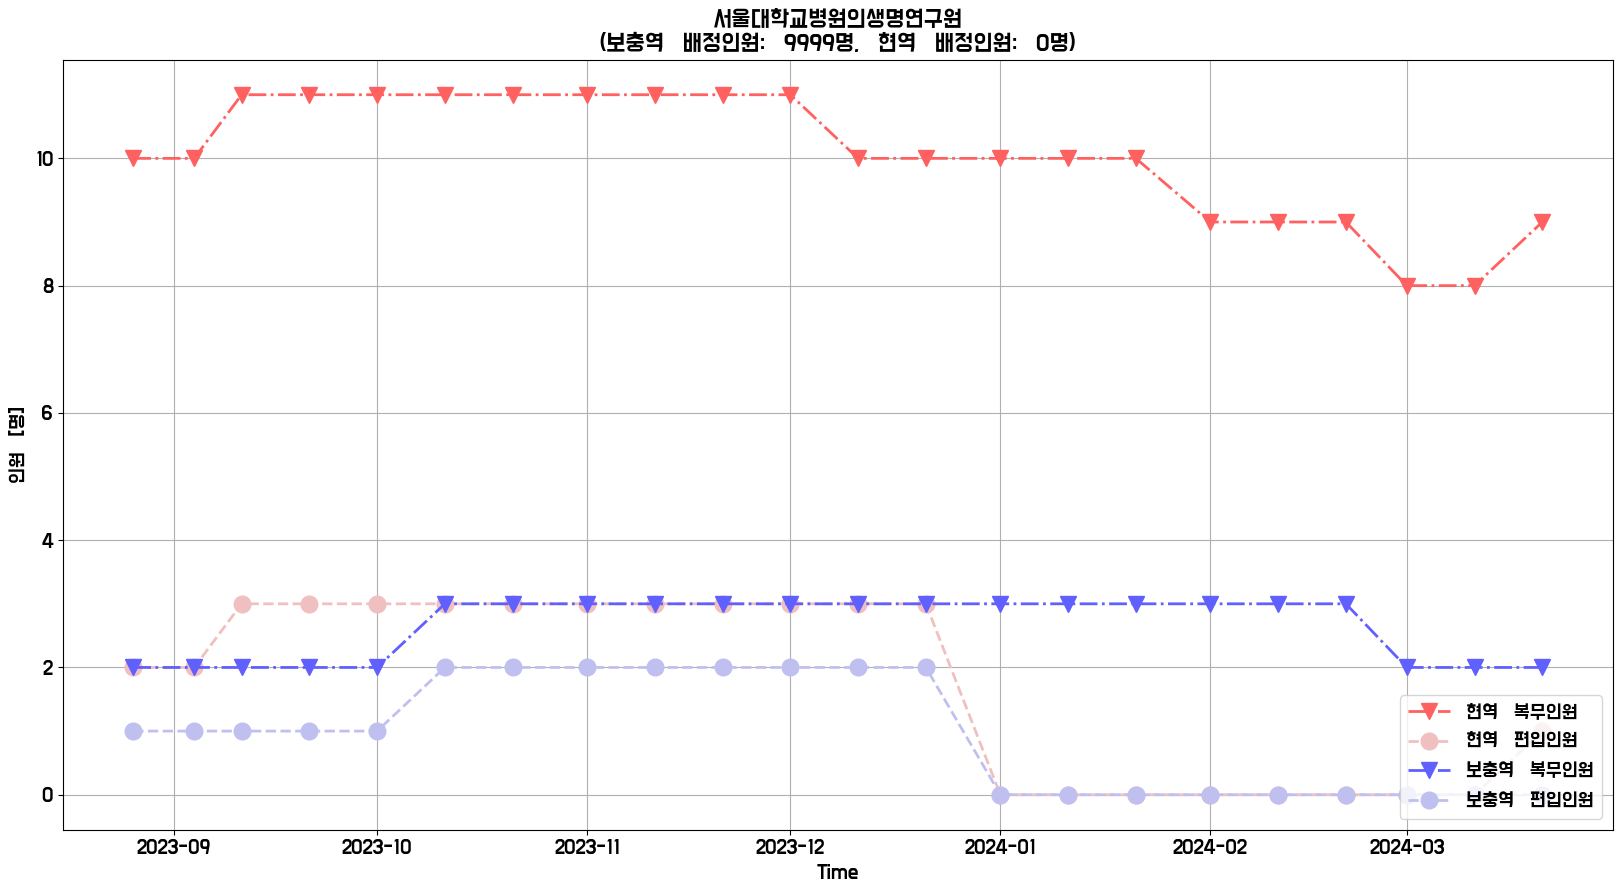 서울대학교병원의생명연구원
(보충역 배정인원: 9999명, 현역 배정인원: 0명)
인원 [명]
10
8
6
4
2
0
2023-09
2023-10
2023-11
2023-12
2024-01
2024-02
2024-03
Time
현역 복무인원
현역 편입인원
보충역 복무인원
보충역 편입인원